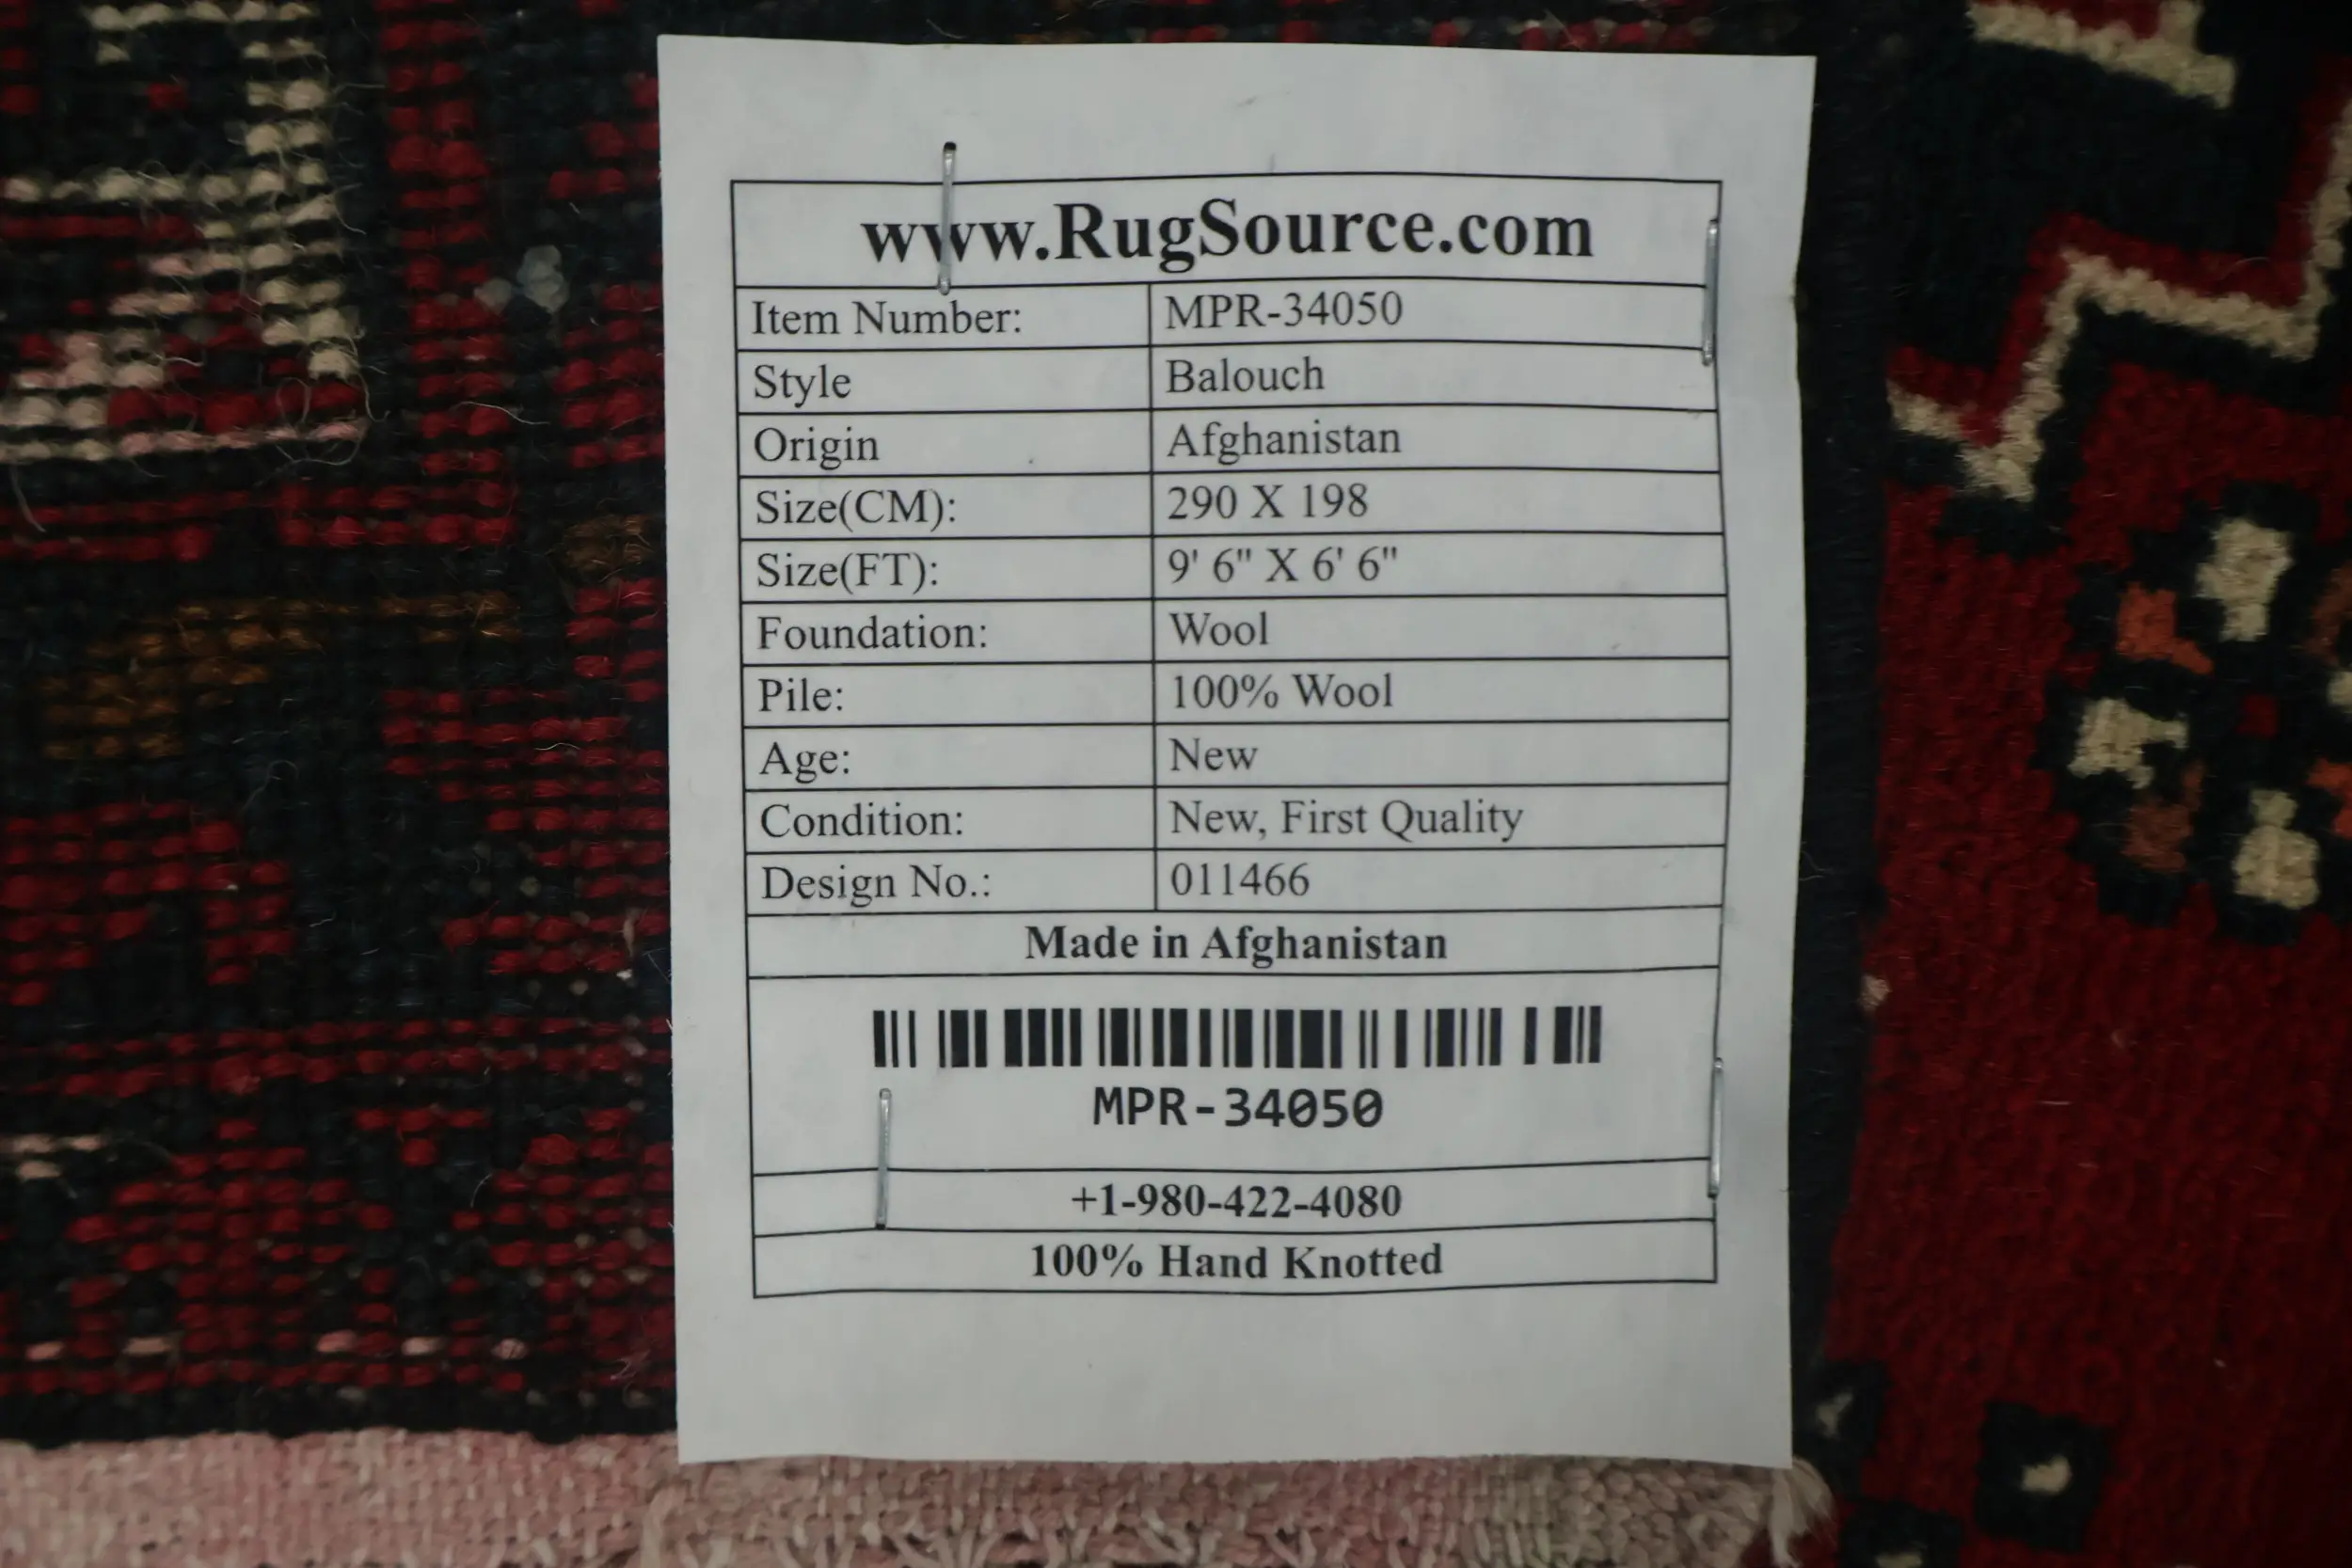 www.RugSource.com
Item Number: MPR-34050
Style Balouch
Origin Afghanistan
Size(CM): 290 X 198
Size(FT): 9' 6" X 6' 6"
Foundation: Wool
Pile: 100% Wool
Age: New
Condition: New, First Quality
Design No.: 011466
Made in Afghanistan
MPR-34050
+1-980-422-4080
100% Hand Knotted